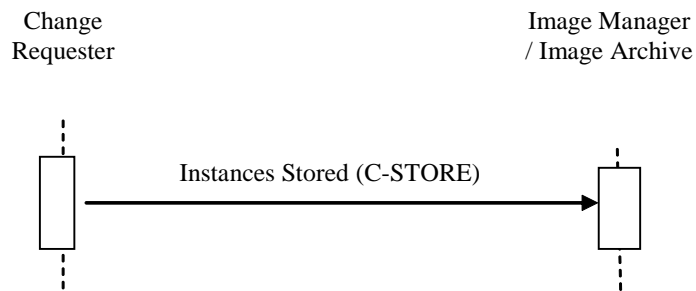 Change
Requester
Image Manager
/ Image Archive
Instances Stored (C-STORE)